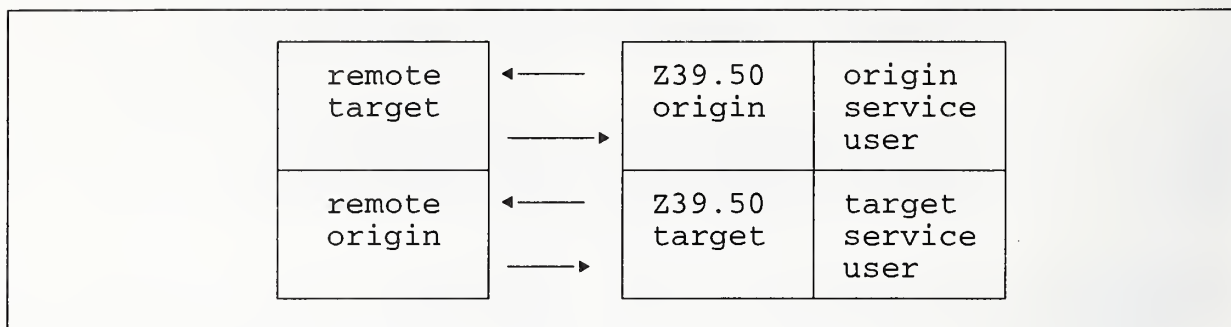 remote
target
Z39.50
origin
origin
service
user
remote
origin
Z39.50
target
target
service
user